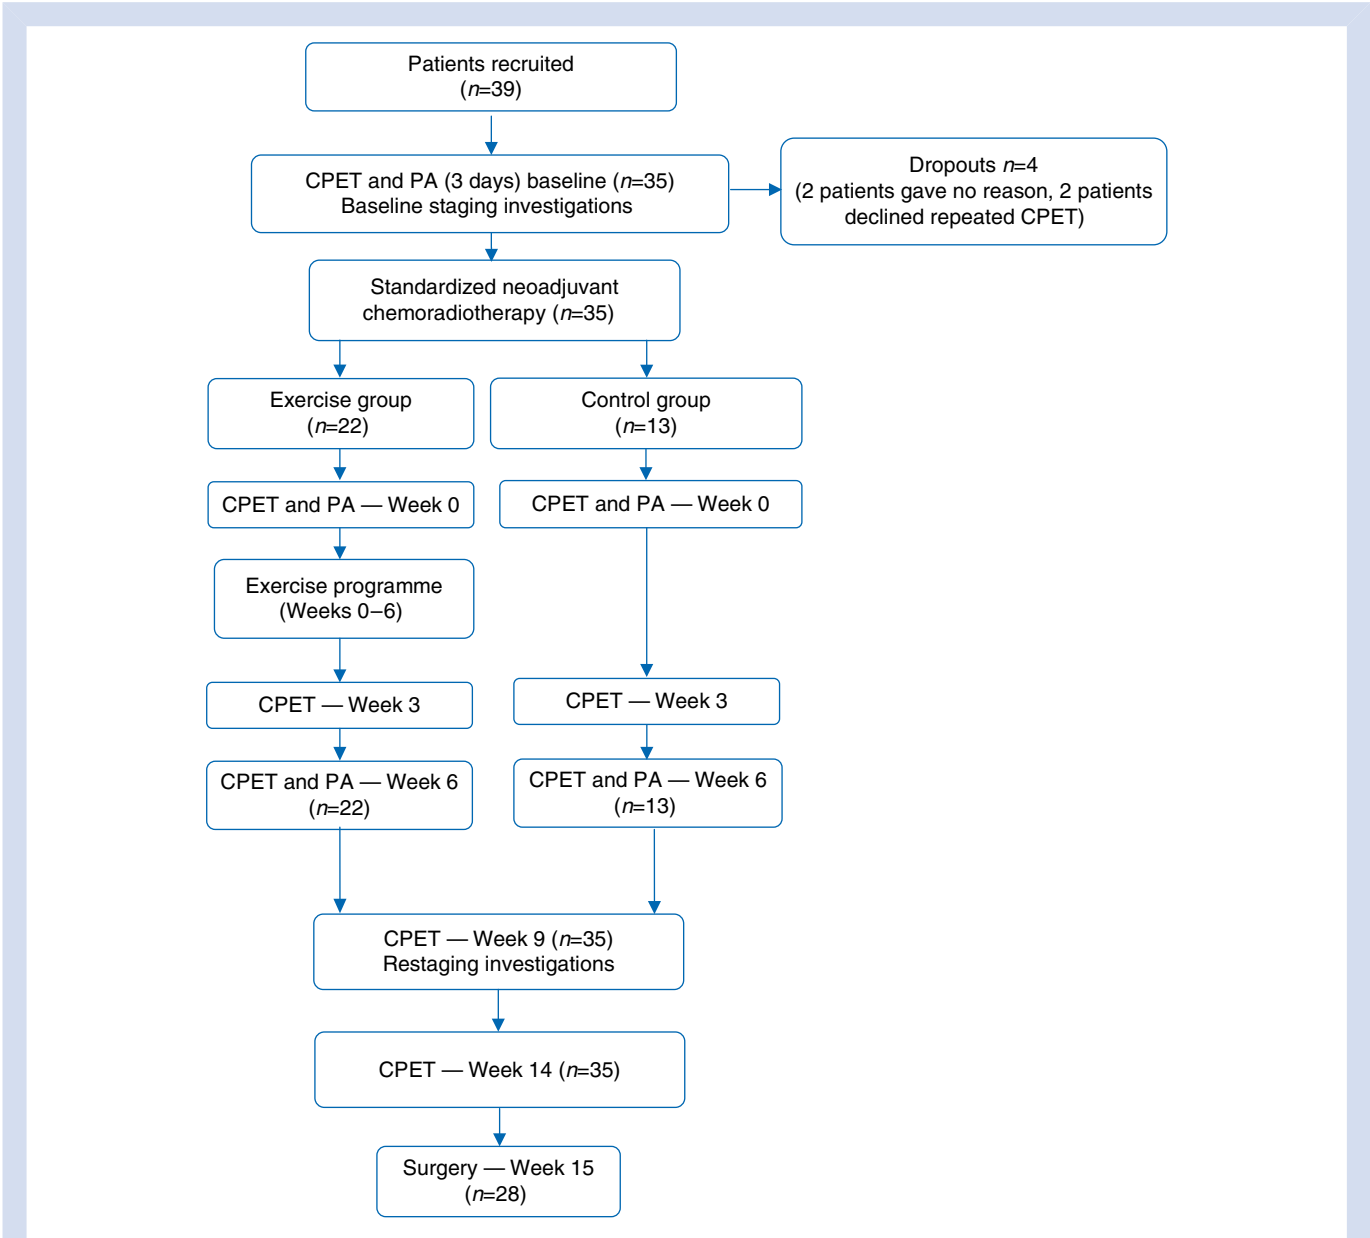 Patients recruited
(n=39)
CPET and PA (3 days) baseline (n=35)
Baseline staging investigations
Dropouts n=4
(2 patients gave no reason, 2 patients
declined repeated CPET)
Standardized neoadjuvant
chemoradiotherapy (n=35)
Exercise group
(n=22)
Control group
(n=13)
CPET and PA — Week 0
CPET and PA — Week 0
Exercise programme
(Weeks 0–6)
CPET — Week 3
CPET — Week 3
CPET and PA — Week 6
(n=22)
CPET and PA — Week 6
(n=13)
CPET — Week 9 (n=35)
Restaging investigations
CPET — Week 14 (n=35)
Surgery — Week 15
(n=28)